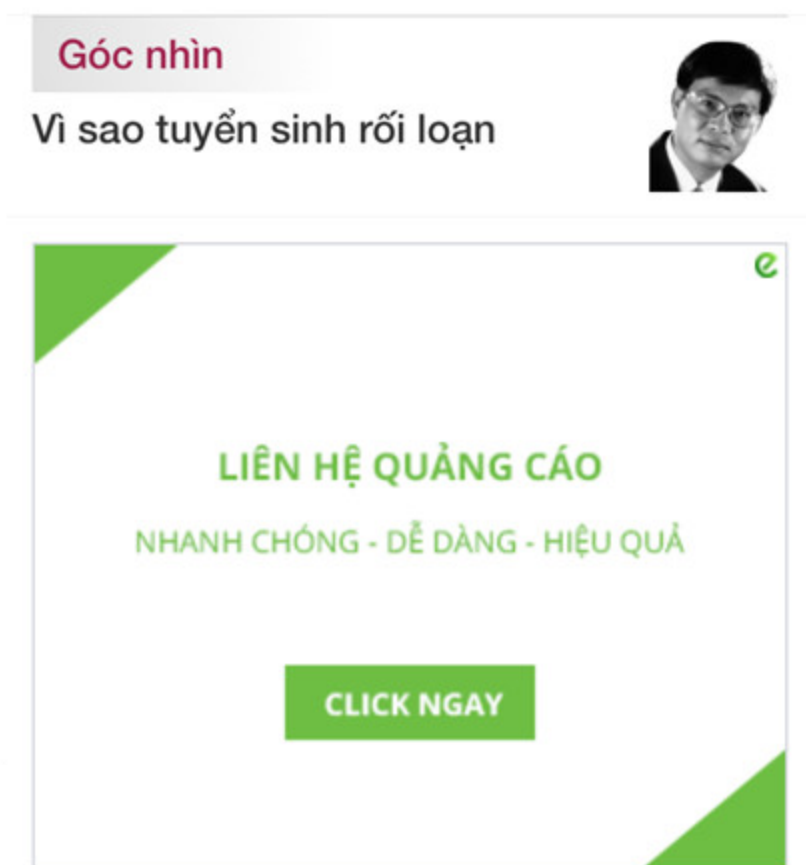 Góc nhìn
Vì sao tuyển sinh rối loạn
e
LIÊN HỆ QUẢNG CÁO
NHANH CHÓNG - DỄ DÀNG - HIỆU QUẢ
CLICK NGAY